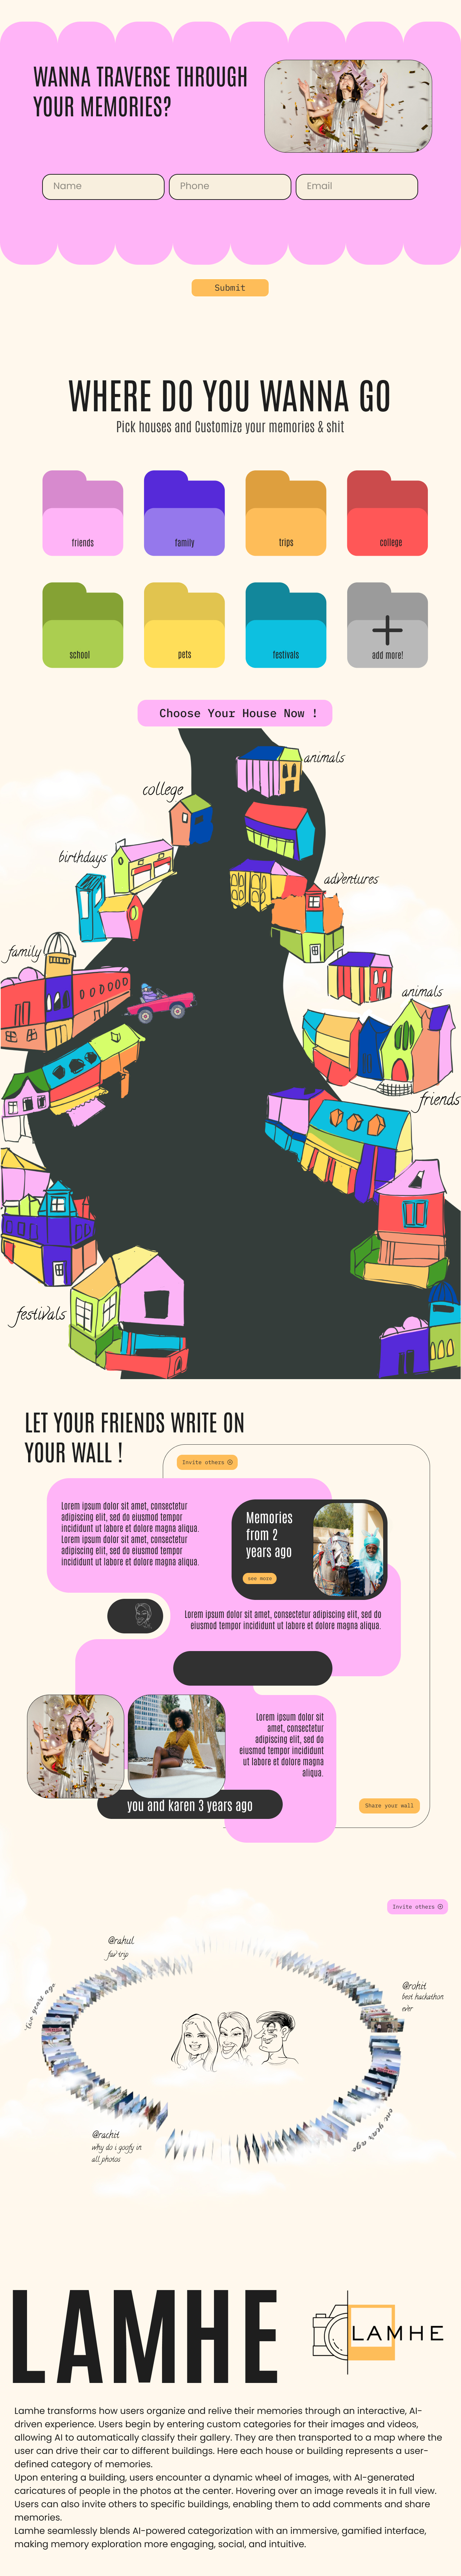 WANNA TRAVERSE THROUGH
YOUR MEMORIES?
Name
Phone
Email
Submit
WHERE DO YOU WANNA GO
Pick houses and Customize your memories & shit
friends
family
trips
college
school
pets
festivals
add more!
Choose Your House Now !
animals
college
birthdays
adventures
family
animals
friends
festivals
LET YOUR FRIENDS WRITE ON
YOUR WALL !
Invite others
Lorem ipsum dolor sit amet, consectetur
adipiscing elit, sed do eiusmod tempor
incididunt ut labore et dolore magna aliqua.
Lorem ipsum dolor sit amet, consectetur
adipiscing elit, sed do eiusmod tempor
incididunt ut labore et dolore magna aliqua.
Memories
from 2
years ago
see more
Lorem ipsum dolor sit amet, consectetur adipiscing elit, sed do
eiusmod tempor incididunt ut labore et dolore magna aliqua.
Lorem ipsum dolor sit
amet, consectetur
adipiscing elit, sed do
eiusmod tempor incididunt
ut labore et dolore magna
aliqua.
you and karen 3 years ago
Share your wall
Invite others
@rahul
fav trip
@rohit
best hackathon
ever
Two years ago
one year ago
@rachit
why do i goofy in
all photos
LAMHE
LAMHE
Lamhe transforms how users organize and relive their memories through an interactive, AI-
driven experience. Users begin by entering custom categories for their images and videos,
allowing AI to automatically classify their gallery. They are then transported to a map where the
user can drive their car to different buildings. Here each house or building represents a user-
defined category of memories.
Upon entering a building, users encounter a dynamic wheel of images, with AI-generated
caricatures of people in the photos at the center. Hovering over an image reveals it in full view.
Users can also invite others to specific buildings, enabling them to add comments and share
memories.
Lamhe seamlessly blends AI-powered categorization with an immersive, gamified interface,
making memory exploration more engaging, social, and intuitive.